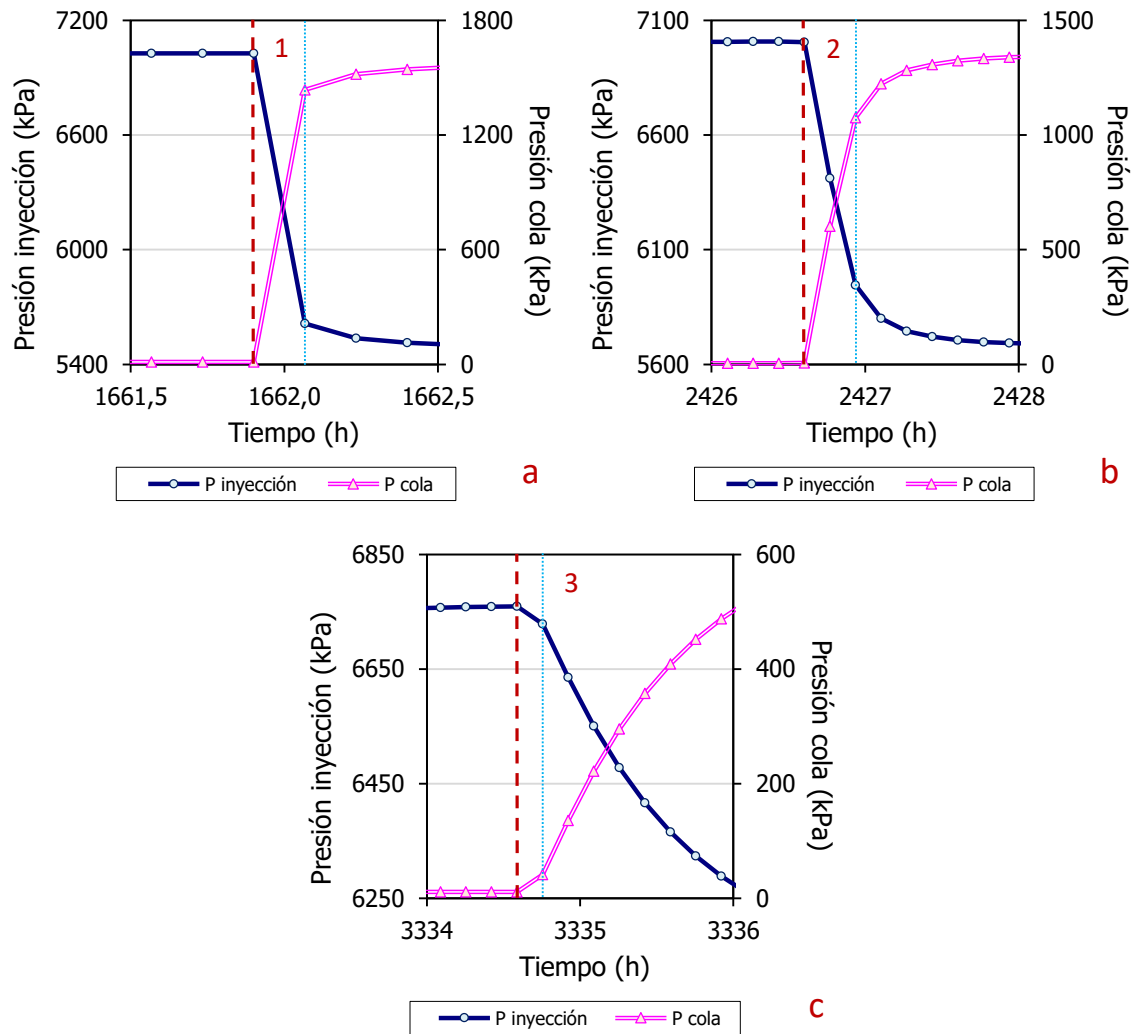 7200
6600
6000
5400
Presión inyección (kPa)
1
1800
1200
600
0
Presión cola (kPa)
1661,5
1662,0
1662,5
Tiempo (h)
P inyección
P cola
a
7100
6600
6100
5600
Presión inyección (kPa)
2
1500
1000
500
0
Presión cola (kPa)
2426
2427
2428
Tiempo (h)
P inyección
P cola
b
6850
6650
6450
6250
Presión inyección (kPa)
3
600
400
200
0
Presión cola (kPa)
3334
3335
3336
Tiempo (h)
P inyección
P cola
c